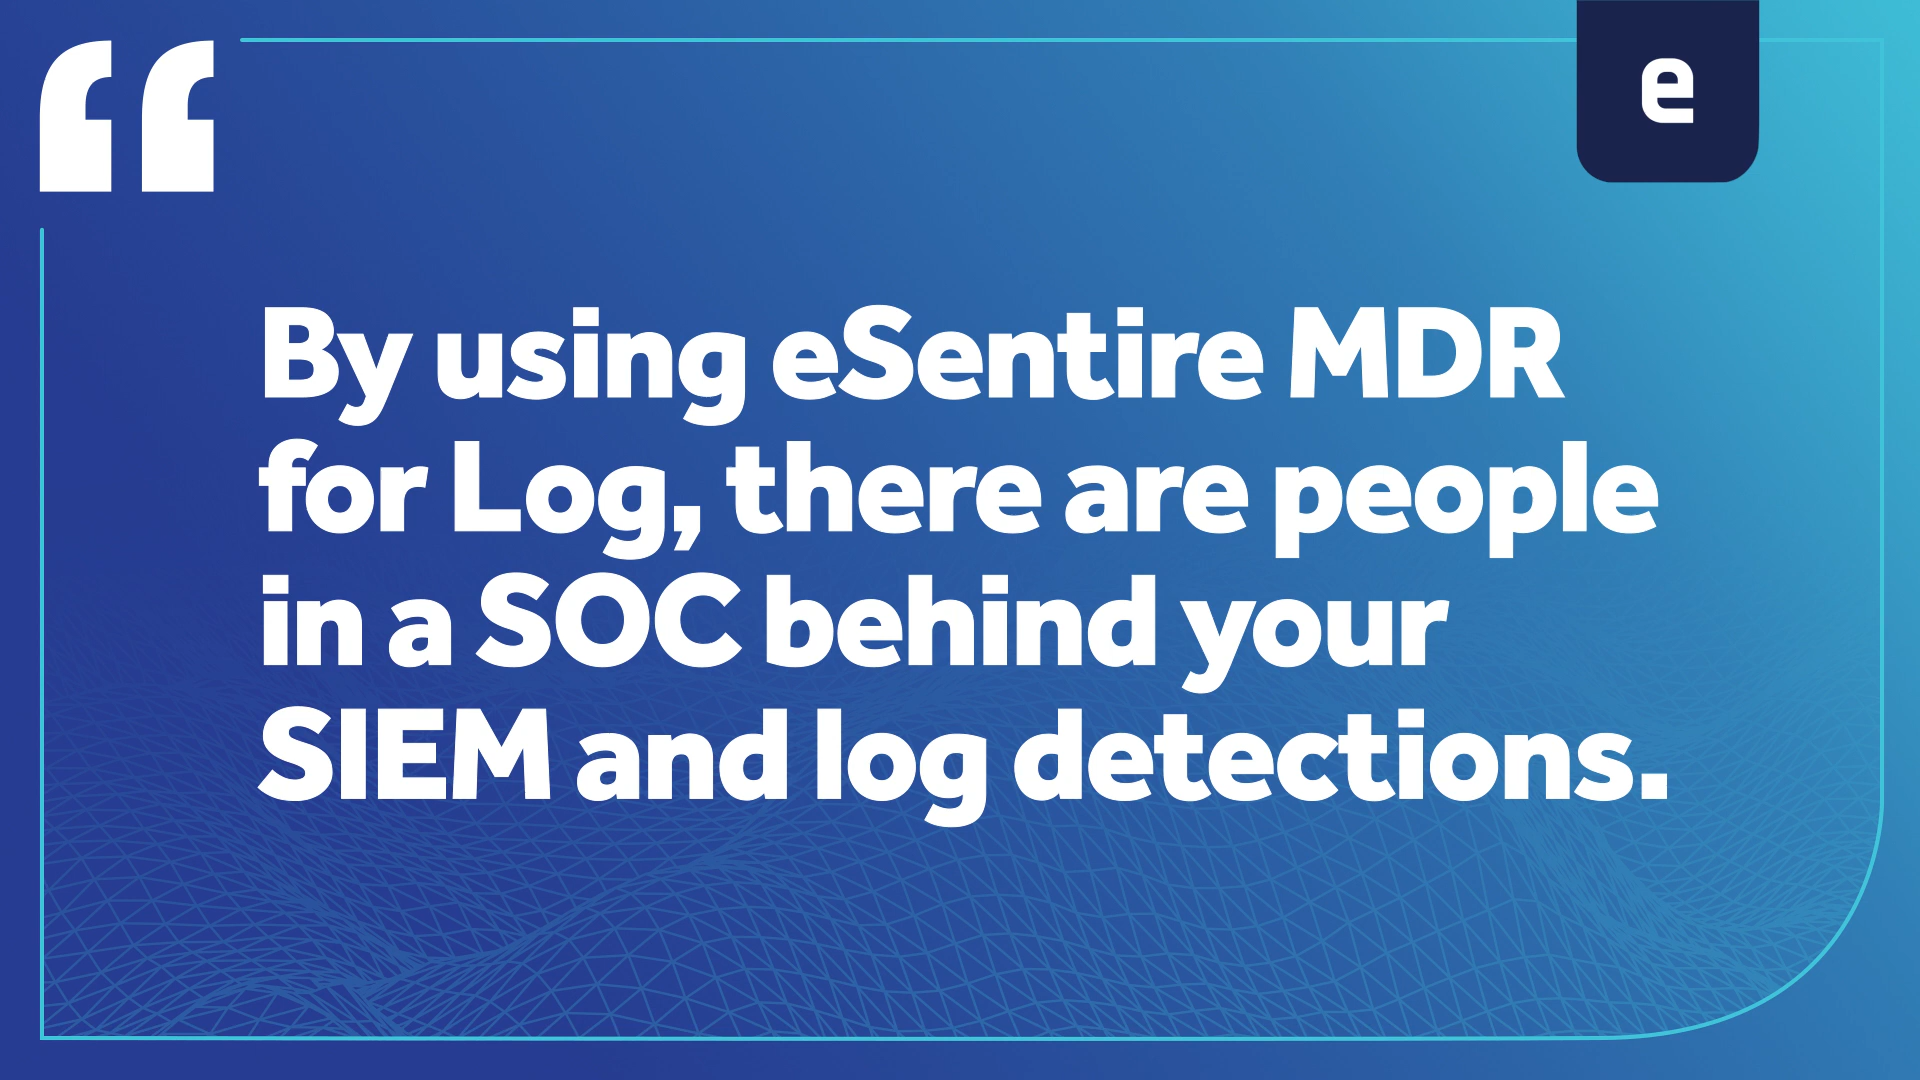 “
e
By using eSentire MDR
for Log, there are people
in a SOC behind your
SIEM and log detections.